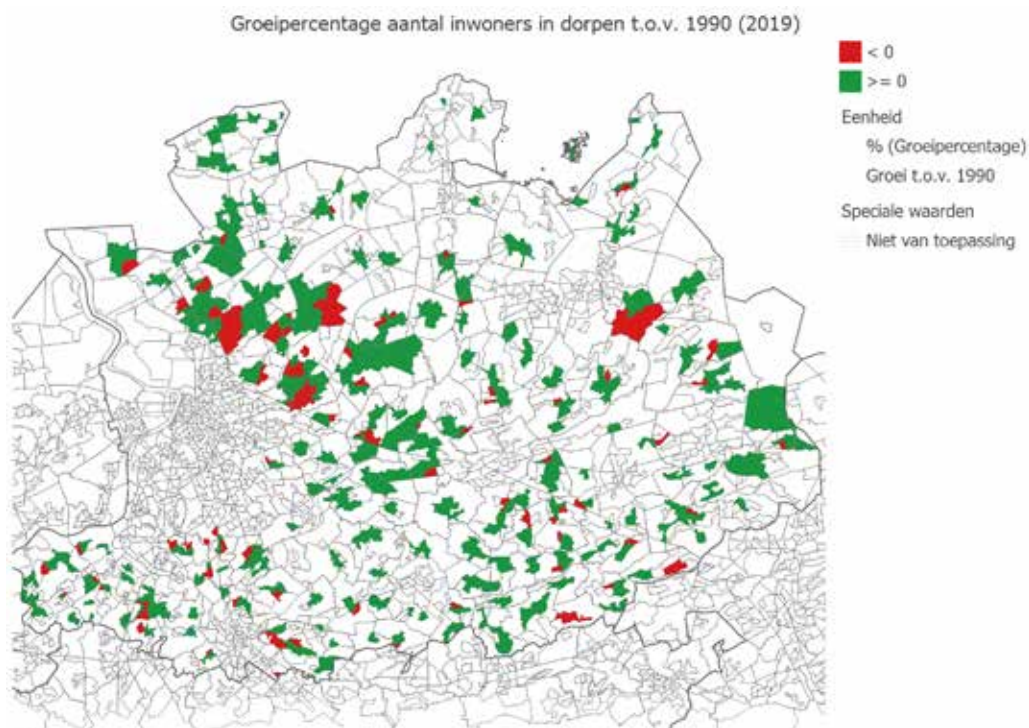 Groeipercentage aantal inwoners in dorpen t.o.v. 1990 (2019)
< 0
>= 0
Eenheid
% (Groeipercentage)
Groei t.o.v. 1990
Speciale waarden
Niet van toepassing